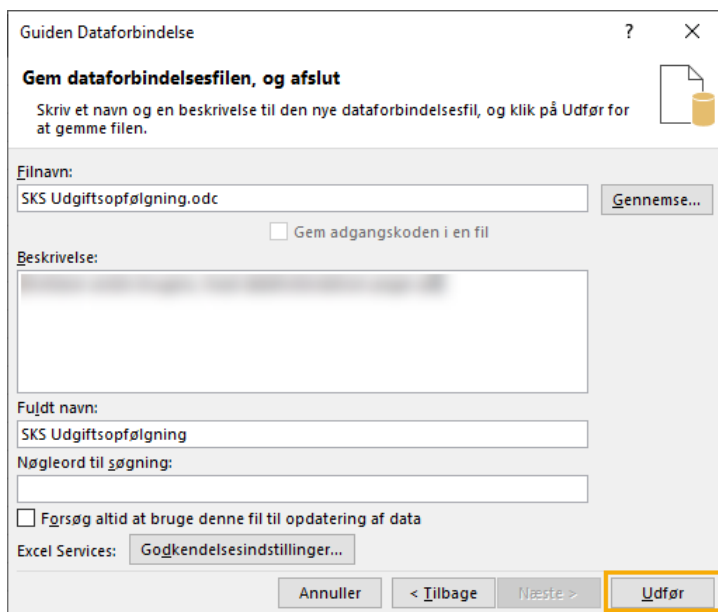 Guiden Dataforbindelse
?
Gem dataforbindelsesfilen, og afslut
Skriv et navn og en beskrivelse til den nye dataforbindelsesfil, og klik på Udfør for
at gemme filen.
Filnavn:
SKS Udgiftsopfølgning.odc
Gennemse...
Gem adgangskoden i en fil
Beskrivelse:
Fuldt navn:
SKS Udgiftsopfølgning
Nøgleord til søgning:
Forsøg altid at bruge denne fil til opdatering af data
Excel Services:
Godkendelsesindstillinger...
Annuller
< Tilbage
Næste >
Udfør